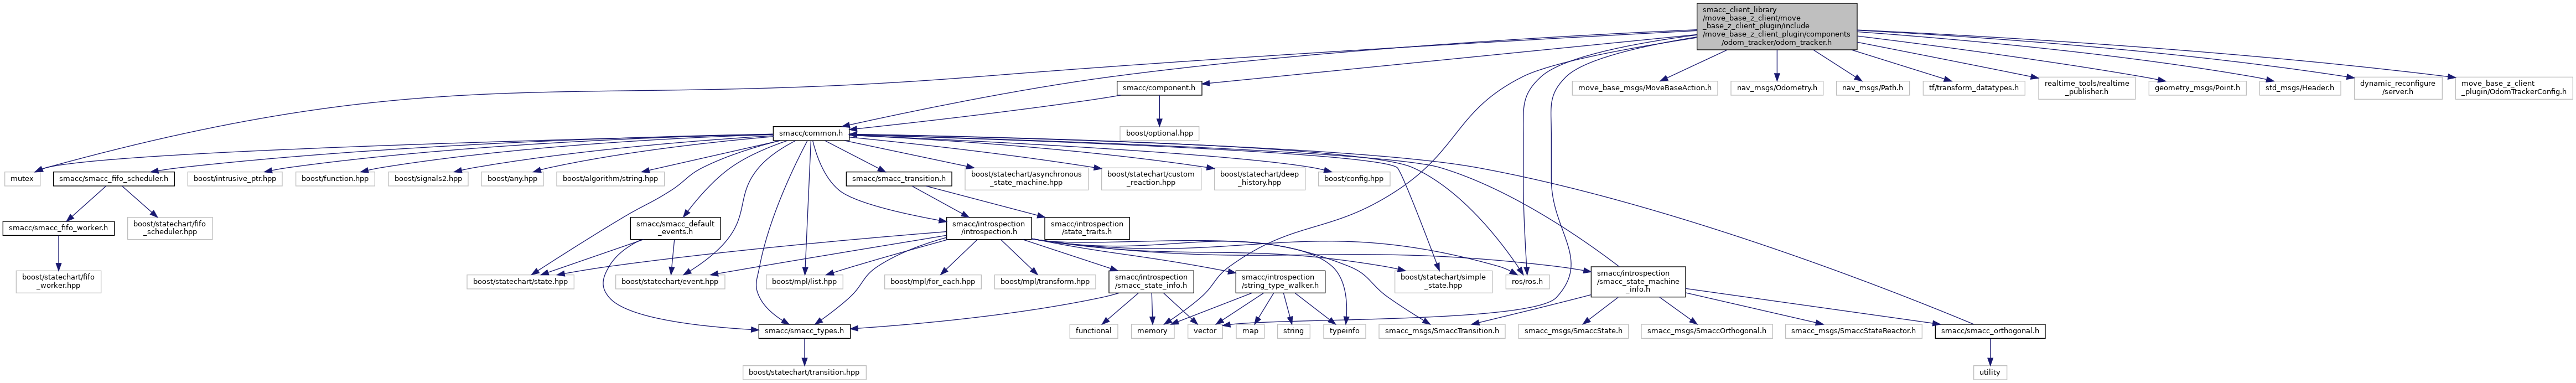 smacc_client_library
/move_base_z_client/move
_base_z_client_plugin/include
/move_base_z_client_plugin/components
/odom_tracker/odom_tracker.h
smacc/component.h
move_base_msgs/MoveBaseAction.h
nav_msgs/Odometry.h
nav_msgs/Path.h
tf/transform_datatypes.h
realtime_tools/realtime
_publisher.h
geometry_msgs/Point.h
std_msgs/Header.h
dynamic_reconfigure
/server.h
move_base_z_client
_plugin/OdomTrackerConfig.h
smacc/common.h
boost/optional.hpp
mutex
smacc/smacc_fifo_scheduler.h
boost/intrusive_ptr.hpp
boost/function.hpp
boost/signals2.hpp
boost/any.hpp
boost/algorithm/string.hpp
smacc/smacc_transition.h
boost/statechart/asynchronous
_state_machine.hpp
boost/statechart/custom
_reaction.hpp
boost/statechart/deep
_history.hpp
boost/config.hpp
smacc/smacc_fifo_worker.h
boost/statechart/fifo
_scheduler.hpp
smacc/smacc_default
_events.h
smacc/introspection
/introspection.h
smacc/introspection
/state_traits.h
boost/statechart/fifo
_worker.hpp
boost/statechart/state.hpp
boost/statechart/event.hpp
boost/mpl/list.hpp
boost/mpl/for_each.hpp
boost/mpl/transform.hpp
smacc/introspection
/smacc_state_info.h
smacc/introspection
/string_type_walker.h
boost/statechart/simple
_state.hpp
ros/ros.h
smacc/introspection
/smacc_state_machine
_info.h
smacc/smacc_types.h
functional
memory
vector
map
string
typeinfo
smacc_msgs/SmaccTransition.h
smacc_msgs/SmaccState.h
smacc_msgs/SmaccOrthogonal.h
smacc_msgs/SmaccStateReactor.h
smacc/smacc_orthogonal.h
boost/statechart/transition.hpp
utility